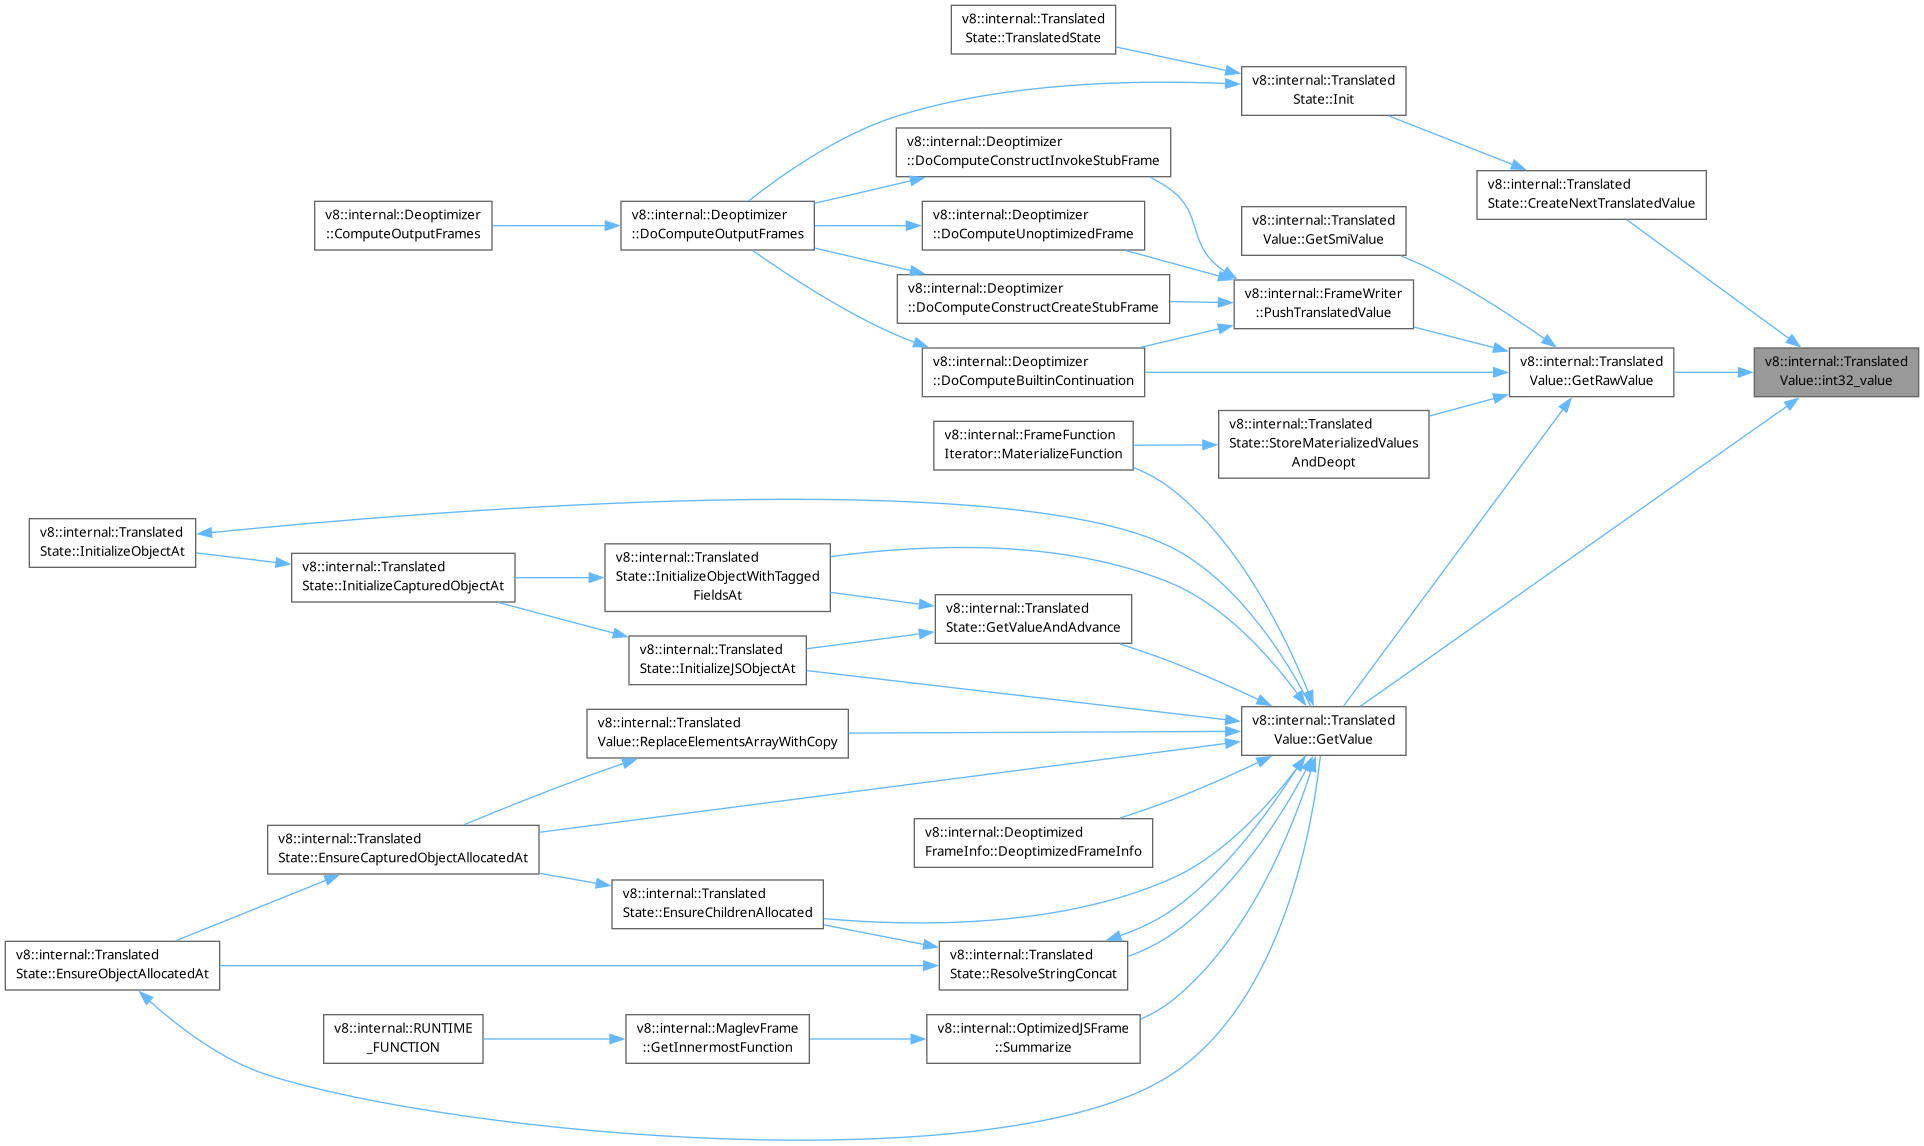 v8::internal::Translated
State::TranslatedState
v8::internal::Translated
State::Init
v8::internal::Deoptimizer
::DoComputeConstructInvokeStubFrame
v8::internal::Translated
State::CreateNextTranslatedValue
v8::internal::Deoptimizer
::ComputeOutputFrames
v8::internal::Deoptimizer
::DoComputeOutputFrames
v8::internal::Deoptimizer
::DoComputeUnoptimizedFrame
v8::internal::Translated
Value::GetSmiValue
v8::internal::Deoptimizer
::DoComputeConstructCreateStubFrame
v8::internal::FrameWriter
::PushTranslatedValue
v8::internal::Deoptimizer
::DoComputeBuiltinContinuation
v8::internal::Translated
Value::GetRawValue
v8::internal::Translated
Value::int32_value
v8::internal::FrameFunction
Iterator::MaterializeFunction
v8::internal::Translated
State::StoreMaterializedValues
AndDeopt
v8::internal::Translated
State::InitializeObjectAt
v8::internal::Translated
State::InitializeCapturedObjectAt
v8::internal::Translated
State::InitializeObjectWithTagged
FieldsAt
v8::internal::Translated
State::GetValueAndAdvance
v8::internal::Translated
State::InitializeJSObjectAt
v8::internal::Translated
Value::ReplaceElementsArrayWithCopy
v8::internal::Translated
Value::GetValue
v8::internal::Translated
State::EnsureCapturedObjectAllocatedAt
v8::internal::Deoptimized
FrameInfo::DeoptimizedFrameInfo
v8::internal::Translated
State::EnsureChildrenAllocated
v8::internal::Translated
State::EnsureObjectAllocatedAt
v8::internal::Translated
State::ResolveStringConcat
v8::internal::RUNTIME
_FUNCTION
v8::internal::MaglevFrame
::GetInnermostFunction
v8::internal::OptimizedJSFrame
::Summarize